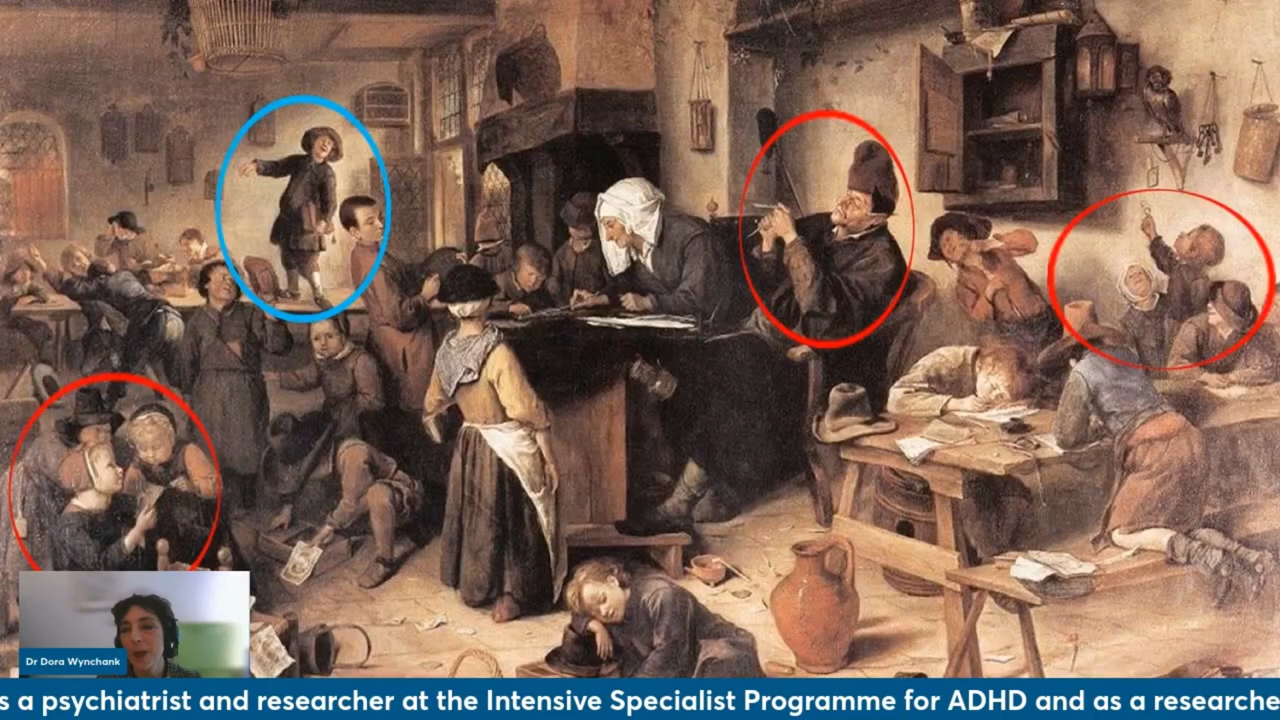 Dr Dora Wynchank
s a psychiatrist and researcher at the Intensive Specialist Programme for ADHD and as a researche